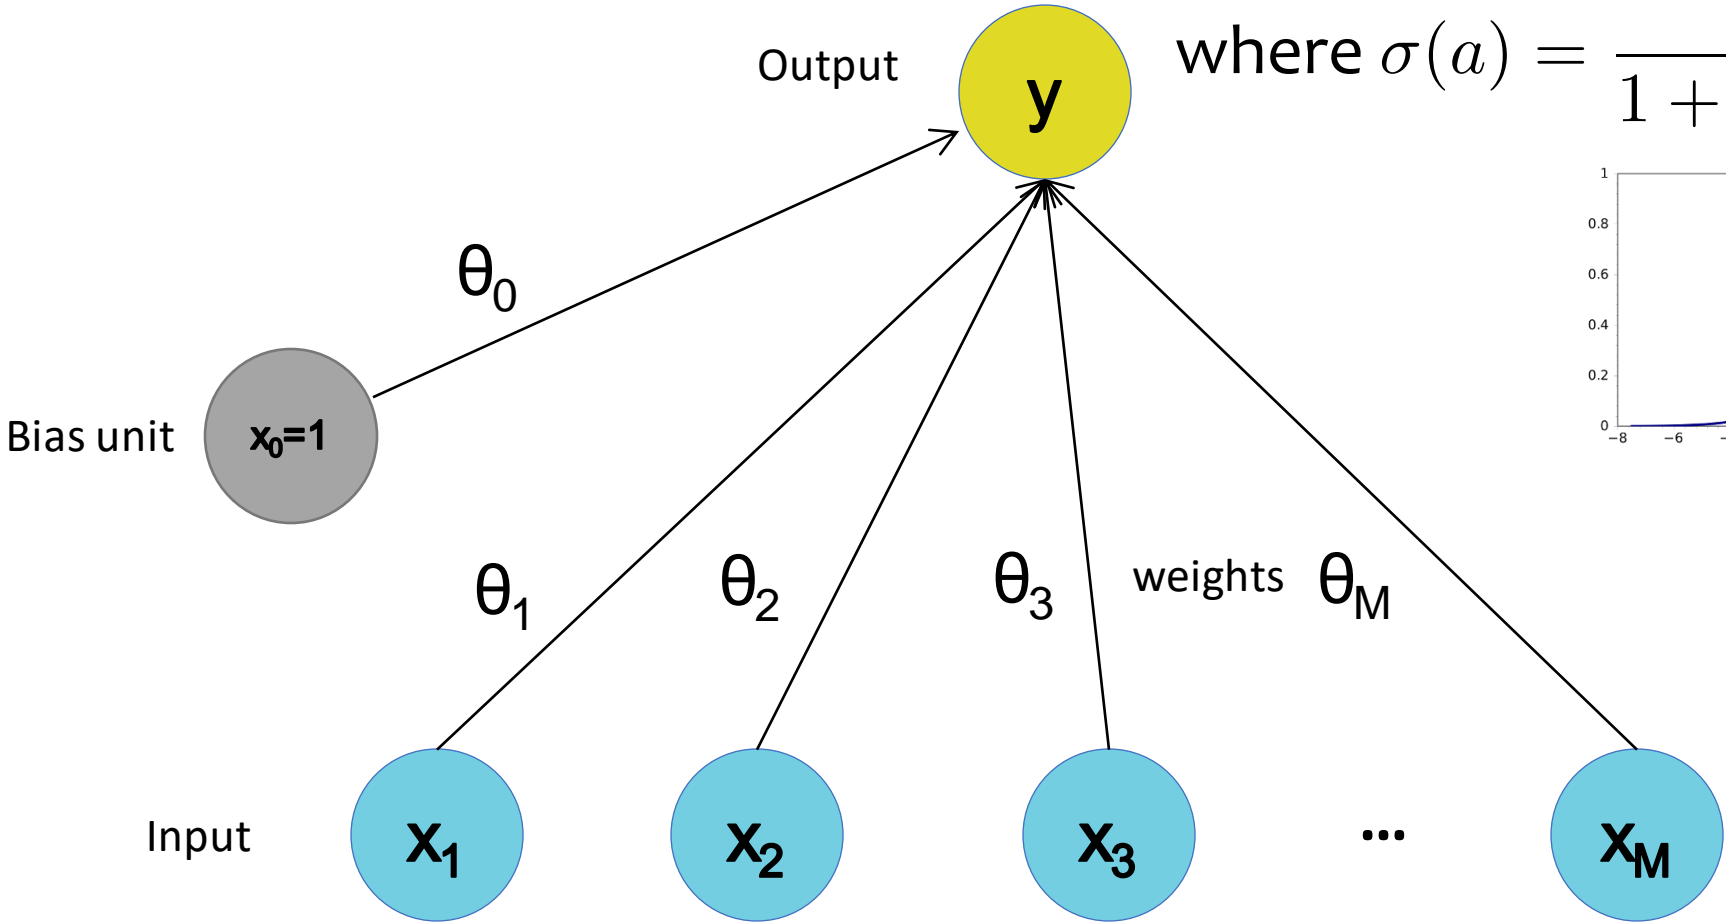 Output
y
where σ(a) = 1 +
1
0.8
0.6
0.4
0.2
0
−8 −6
θ0
Bias unit
x0=1
θ1
θ2
θ3
weights
θM
Input
x1
x2
x3
...
xM